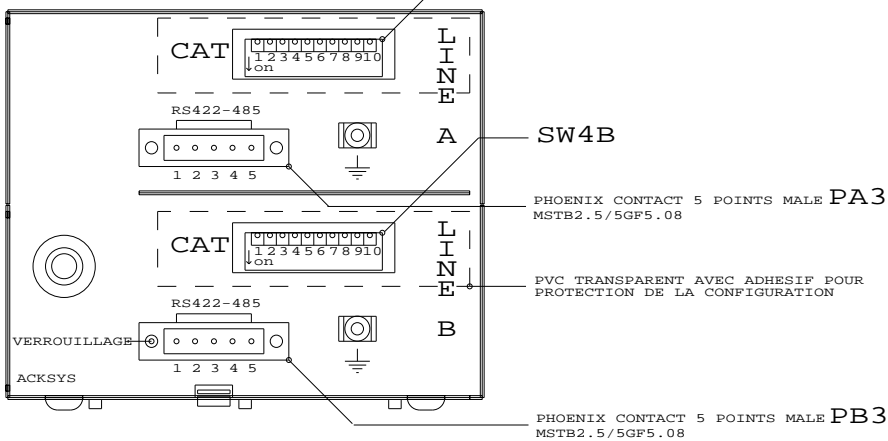 CAT
1 2 3 4 5 6 7 8 9 10
on
LINE A
RS422-485
1 2 3 4 5
SW4B
PHOENIX CONTACT 5 POINTS MALE PA3
MSTB2.5/5GF5.08
CAT
1 2 3 4 5 6 7 8 9 10
on
LINE B
PVC TRANSPARENT AVEC ADHESIF POUR
PROTECTION DE LA CONFIGURATION
RS422-485
VERROUILLAGE
1 2 3 4 5
ACKSYS
PHOENIX CONTACT 5 POINTS MALE PB3
MSTB2.5/5GF5.08